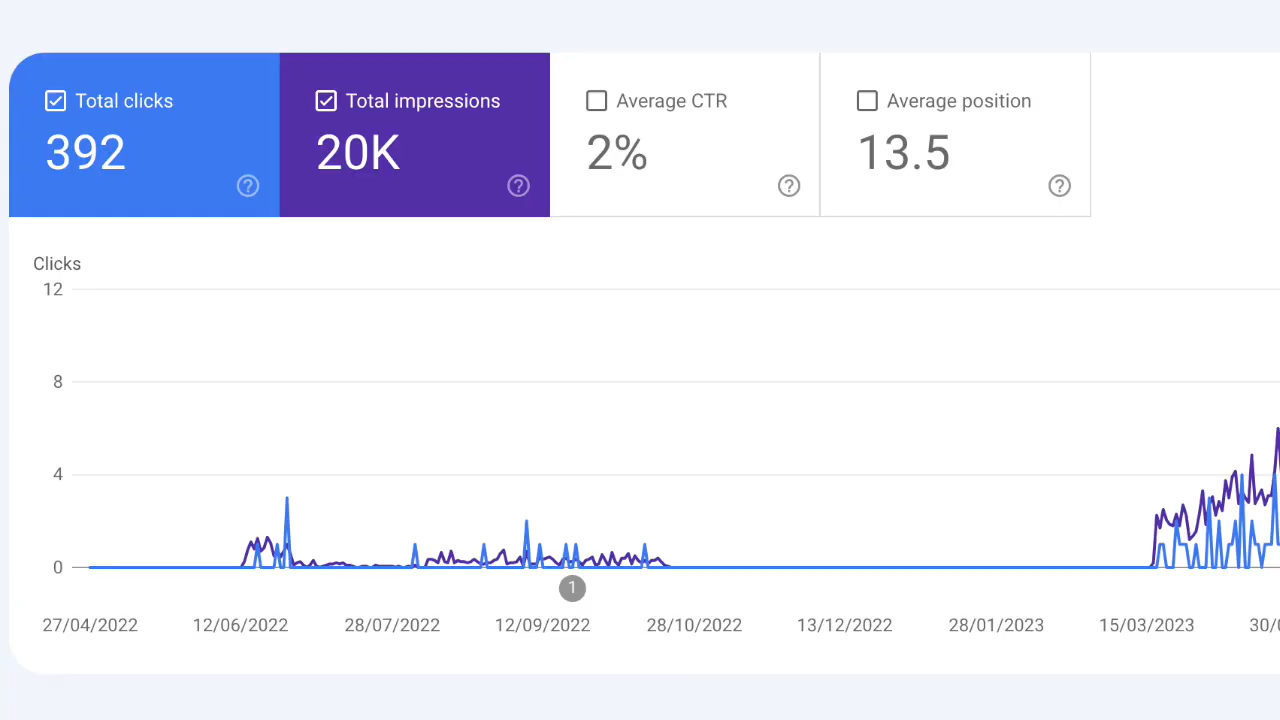 Total clicks
392
Total impressions
20K
Average CTR
2%
Average position
13.5
Clicks
12
8
4
0
1
27/04/2022
12/06/2022
28/07/2022
12/09/2022
28/10/2022
13/12/2022
28/01/2023
15/03/2023
30/0